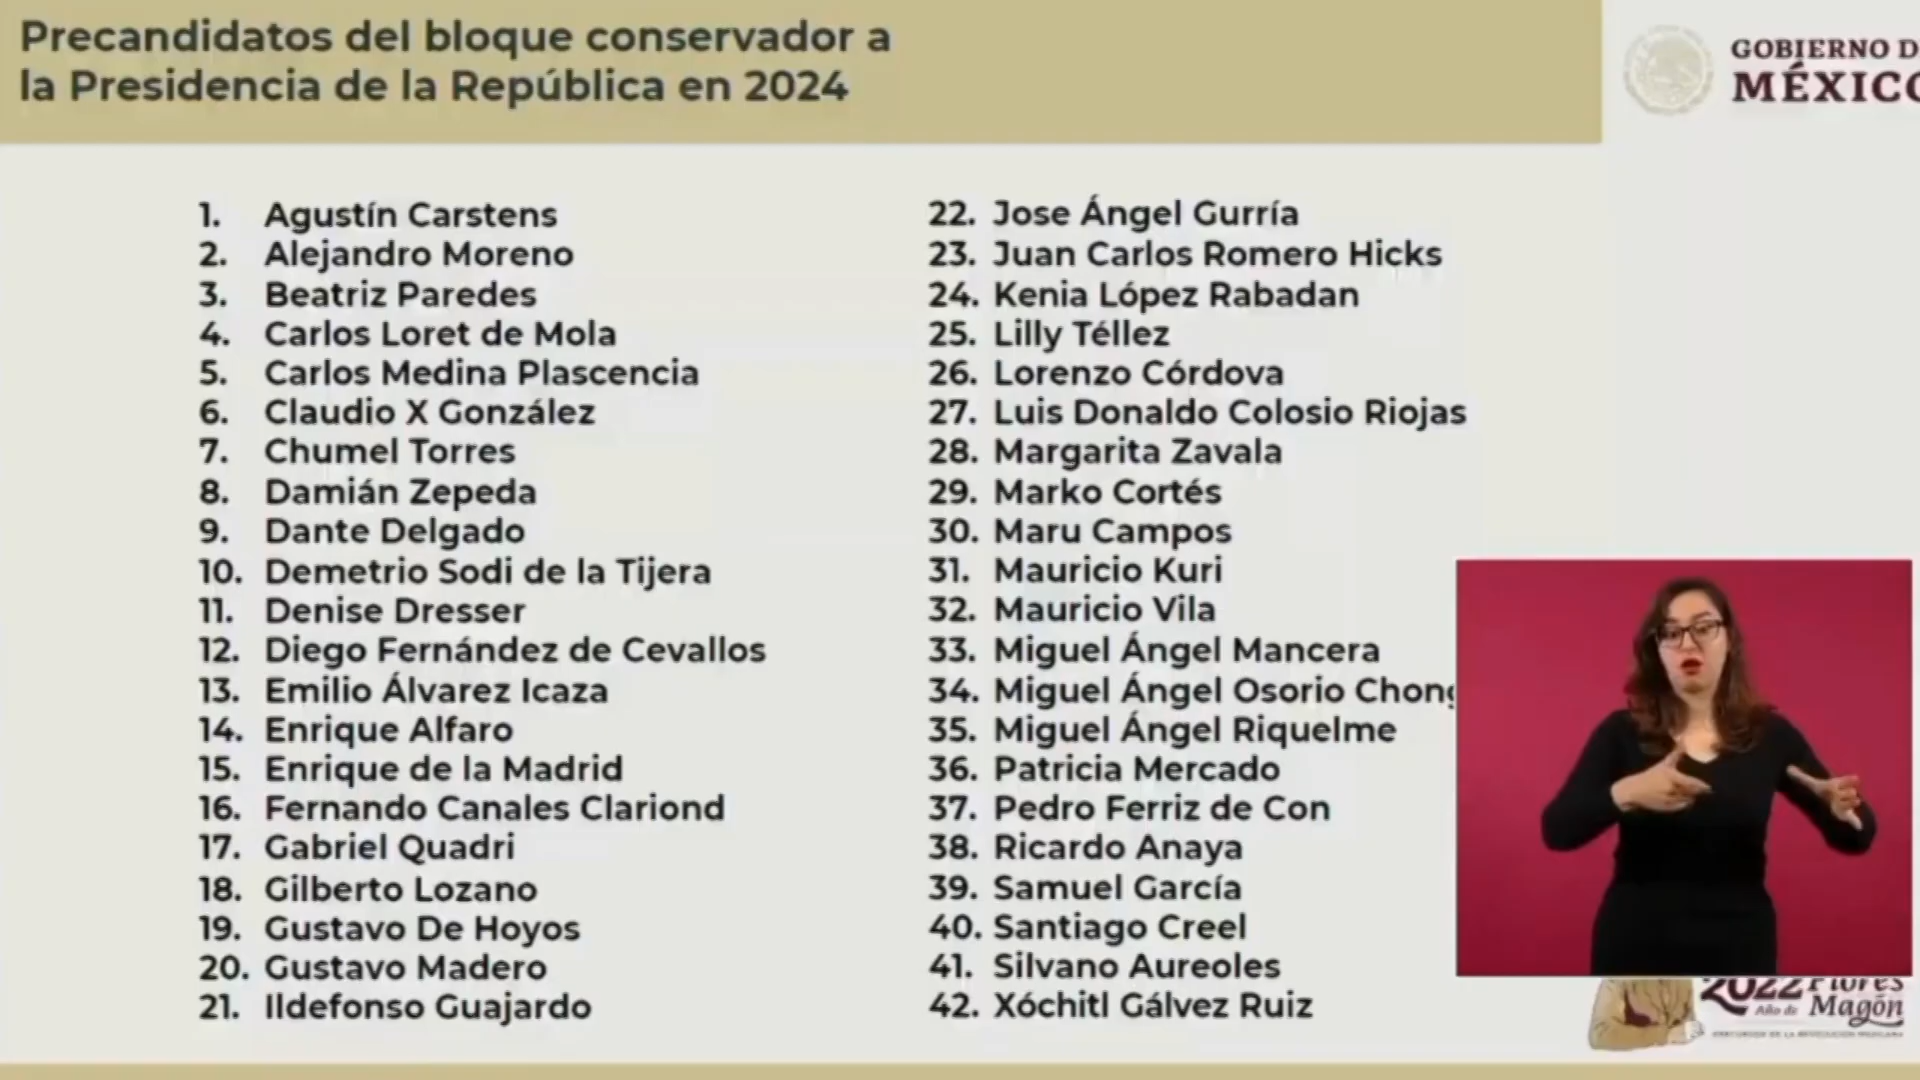 Precandidatos del bloque conservador a
la Presidencia de la República en 2024
GOBIERNO D
MÉXICO
1. Agustín Carstens
2. Alejandro Moreno
3. Beatriz Paredes
4. Carlos Loret de Mola
5. Carlos Medina Plascencia
6. Claudio X González
7. Chumel Torres
8. Damián Zepeda
9. Dante Delgado
10. Demetrio Sodi de la Tijera
11. Denise Dresser
12. Diego Fernández de Cevallos
13. Emilio Álvarez Icaza
14. Enrique Alfaro
15. Enrique de la Madrid
16. Fernando Canales Clariond
17. Gabriel Quadri
18. Gilberto Lozano
19. Gustavo De Hoyos
20. Gustavo Madero
21. Ildefonso Guajardo
22. Jose Ángel Gurría
23. Juan Carlos Romero Hicks
24. Kenia López Rabadan
25. Lilly Téllez
26. Lorenzo Córdova
27. Luis Donaldo Colosio Riojas
28. Margarita Zavala
29. Marko Cortés
30. Maru Campos
31. Mauricio Kuri
32. Mauricio Vila
33. Miguel Ángel Mancera
34. Miguel Ángel Osorio Chong
35. Miguel Ángel Riquelme
36. Patricia Mercado
37. Pedro Ferriz de Con
38. Ricardo Anaya
39. Samuel García
40. Santiago Creel
41. Silvano Aureoles
42. Xóchitl Gálvez Ruiz
2022 Flores
Año de Magón